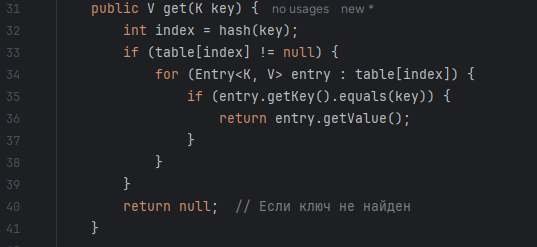 31 public V get(K key) { no usages new *
32 int index = hash(key);
33 if (table[index] != null) {
34 for (Entry<K, V> entry : table[index]) {
35 if (entry.getKey().equals(key)) {
36 return entry.getValue();
37 }
38 }
39 }
40 return null; // Если ключ не найден
41 }